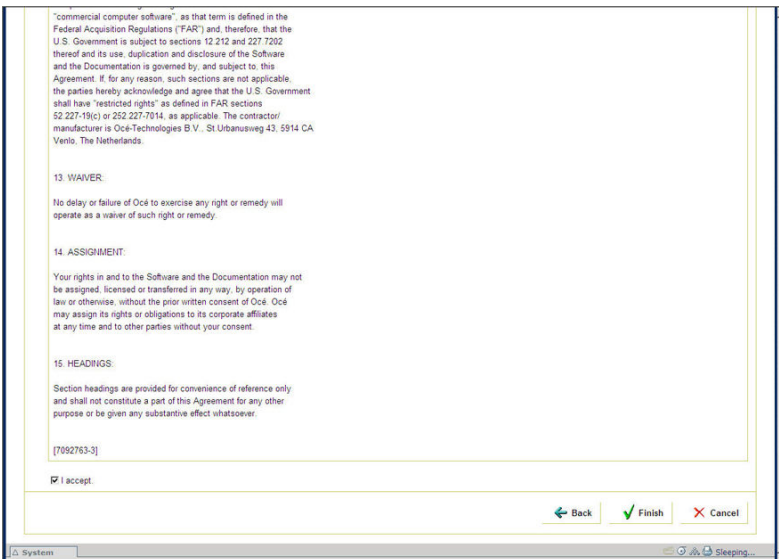 "commercial computer software", as that term is defined in the
Federal Acquisition Regulations ("FAR") and, therefore, that the
U.S. Government is subject to sections 12.212 and 227.7202
thereof and its use, duplication and disclosure of the Software
and the Documentation is governed by, and subject to, this
Agreement. If, for any reason, such sections are not applicable,
the parties hereby acknowledge and agree that the U.S. Government
shall have "restricted rights" as defined in FAR sections
52.227-19(c) or 252.227-7014, as applicable. The contractor/
manufacturer is Océ-Technologies B.V., St.Urbanusweg 43, 5914 CA
Venlo, The Netherlands.
13. WAIVER:
No delay or failure of Océ to exercise any right or remedy will
operate as a waiver of such right or remedy.
14. ASSIGNMENT:
Your rights in and to the Software and the Documentation may not
be assigned, licensed or transferred in any way, by operation of
law or otherwise, without the prior written consent of Océ. Océ
may assign its rights or obligations to its corporate affiliates
at any time and to other parties without your consent.
15. HEADINGS:
Section headings are provided for convenience of reference only
and shall not constitute a part of this Agreement for any other
purpose or be given any substantive effect whatsoever.
[7092763-3]
I accept.
Back Finish Cancel
System Sleeping...